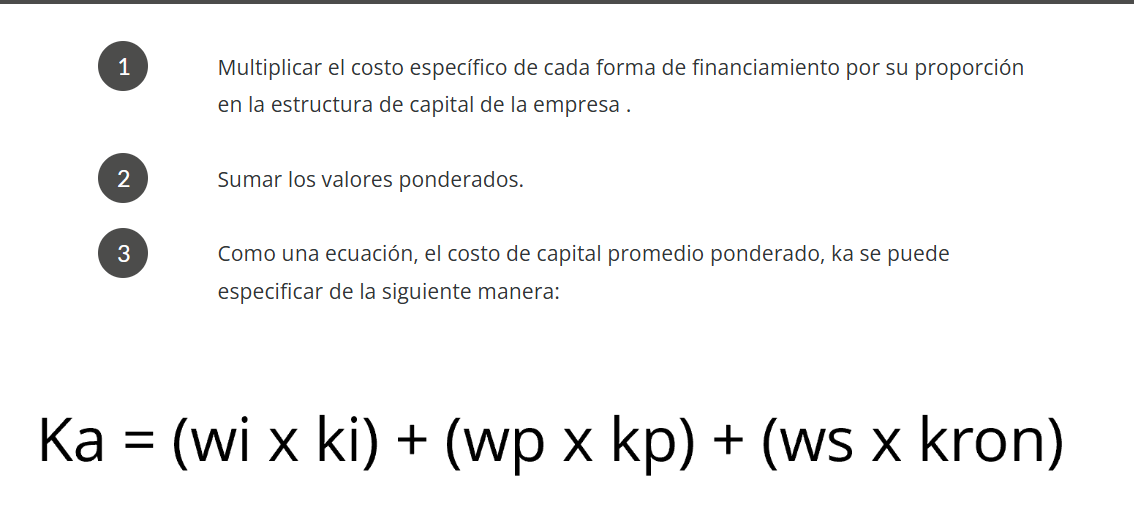 1
Multiplicar el costo específico de cada forma de financiamiento por su proporción
en la estructura de capital de la empresa .
2
Sumar los valores ponderados.
3
Como una ecuación, el costo de capital promedio ponderado, ka se puede
especificar de la siguiente manera:
Ka = (wi x ki) + (wp x kp) + (ws x kron)